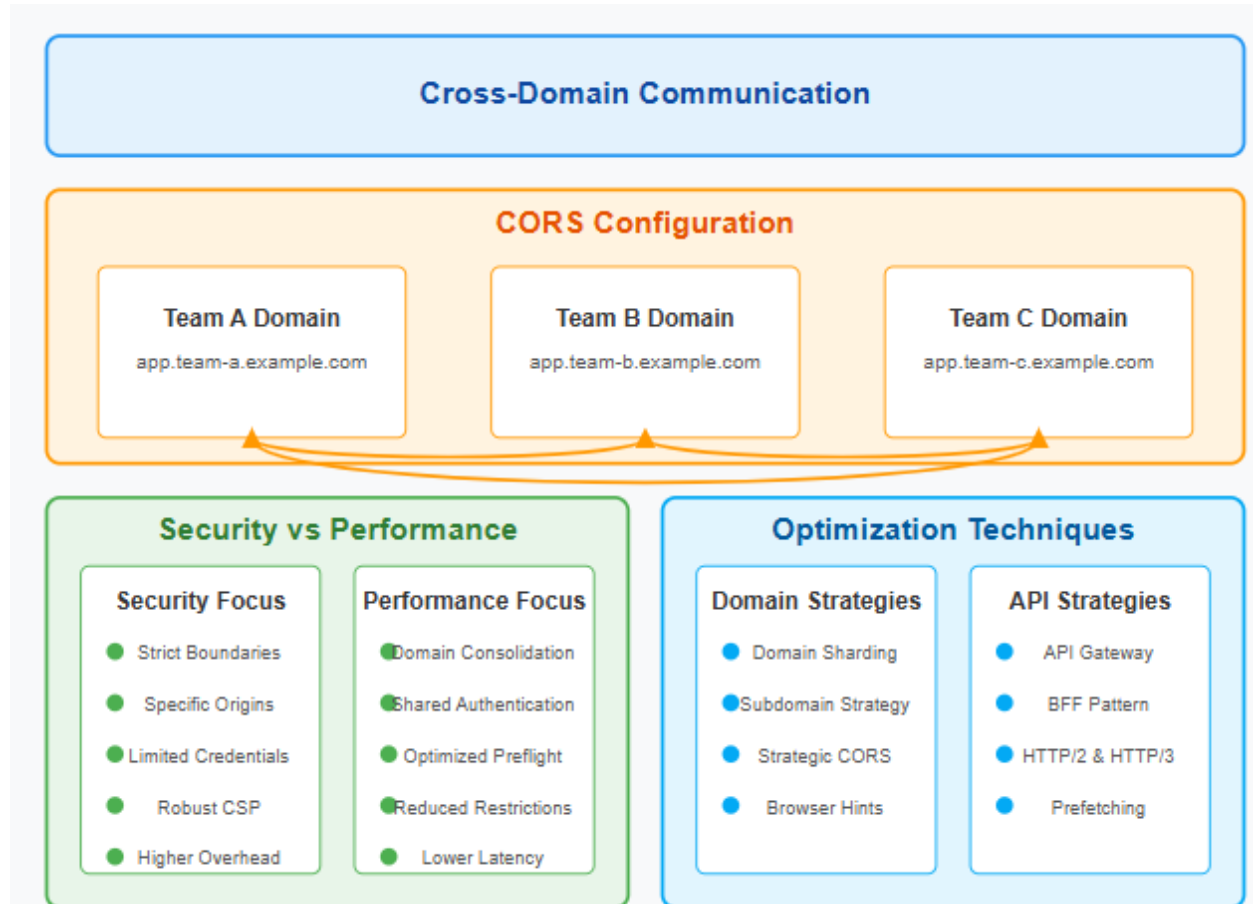 Cross-Domain Communication
CORS Configuration
Team A Domain
app.team-a.example.com
Team B Domain
app.team-b.example.com
Team C Domain
app.team-c.example.com
Security vs Performance
Security Focus
Strict Boundaries
Specific Origins
Limited Credentials
Robust CSP
Higher Overhead
Performance Focus
Domain Consolidation
Shared Authentication
Optimized Preflight
Reduced Restrictions
Lower Latency
Optimization Techniques
Domain Strategies
Domain Sharding
Subdomain Strategy
Strategic CORS
Browser Hints
API Strategies
API Gateway
BFF Pattern
HTTP/2 & HTTP/3
Prefetching